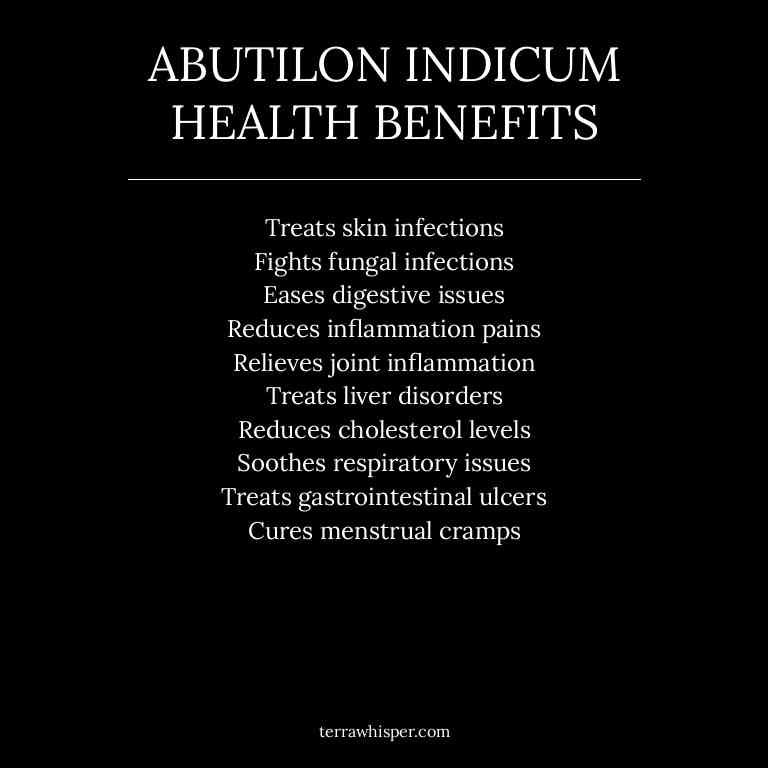 ABUTILON INDICUM
HEALTH BENEFITS
Treats skin infections
Fights fungal infections
Eases digestive issues
Reduces inflammation pains
Relieves joint inflammation
Treats liver disorders
Reduces cholesterol levels
Soothes respiratory issues
Treats gastrointestinal ulcers
Cures menstrual cramps
terrawhisper.com